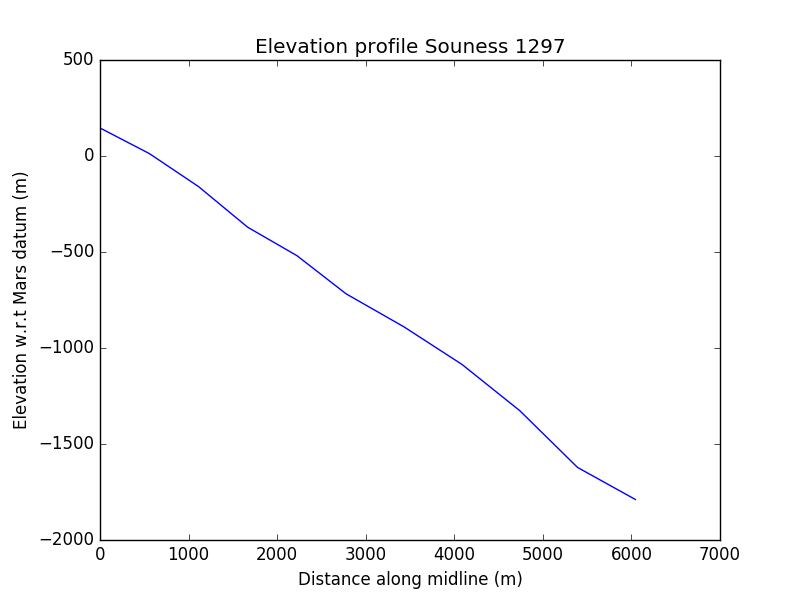 Elevation profile Souness 1297
500
0
−500
−1000
−1500
−2000
Elevation w.r.t Mars datum (m)
0 1000 2000 3000 4000 5000 6000 7000
Distance along midline (m)